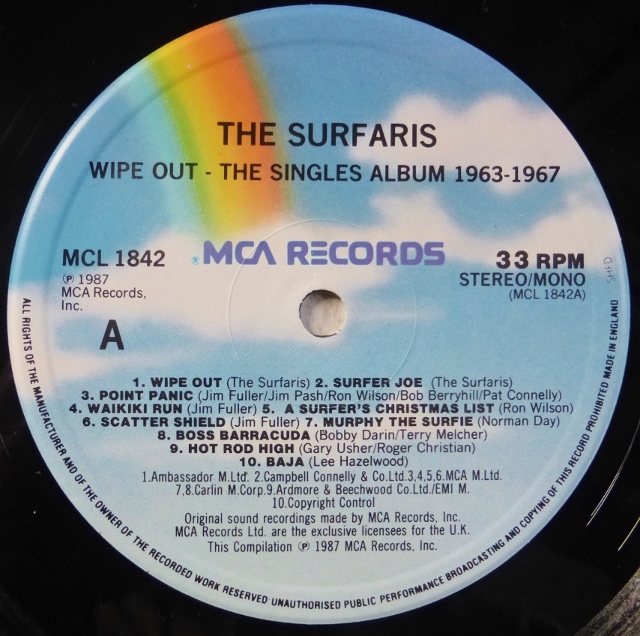 THE SURFARIS
WIPE OUT - THE SINGLES ALBUM 1963-1967
MCL 1842
®MCA RECORDS
33 RPM
℗ 1987
STEREO/MONO
MCA Records,
(MCL 1842A)
Inc.
A
1. WIPE OUT (The Surfaris) 2. SURFER JOE (The Surfaris)
3. POINT PANIC (Jim Fuller/Jim Pash/Ron Wilson/Bob Berryhill/Pat Connelly)
4. WAIKIKI RUN (Jim Fuller) 5. A SURFER'S CHRISTMAS LIST (Ron Wilson)
6. SCATTER SHIELD (Jim Fuller) 7. MURPHY THE SURFIE (Norman Day)
8. BOSS BARRACUDA (Bobby Darin/Terry Melcher)
9. HOT ROD HIGH (Gary Usher/Roger Christian)
10. BAJA (Lee Hazelwood)
1.Ambassador M.Ltd. 2.Campbell Connelly & Co.Ltd.3,4,5,6.MCA M.Ltd.
7,8.Carlin M.Corp.9.Ardmore & Beechwood Co.Ltd./EMI M.
10.Copyright Control
Original sound recordings made by MCA Records, Inc.
MCA Records Ltd. are the exclusive licensees for the U.K.
This Compilation ℗ 1987 MCA Records, Inc.
ALL RIGHTS OF THE MANUFACTURER AND OF THE OWNER OF THE RECORDED WORK RESERVED·UNAUTHORISED PUBLIC PERFORMANCE BROADCASTING AND COPYING OF THIS RECORD PROHIBITED MADE IN ENGLAND